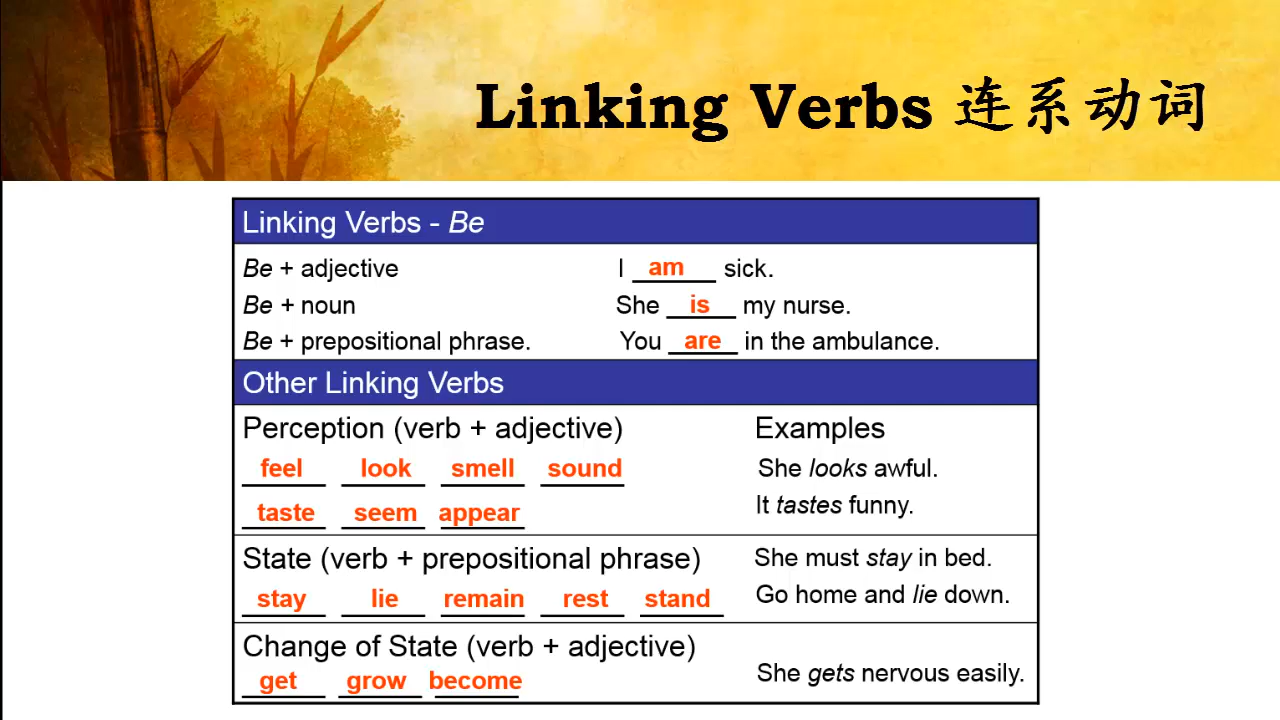 Linking Verbs 连系动词
Linking Verbs - Be
Be + adjective I am sick.
Be + noun She is my nurse.
Be + prepositional phrase. You are in the ambulance.
Other Linking Verbs
Perception (verb + adjective) Examples
feel look smell sound She looks awful.
taste seem appear It tastes funny.
State (verb + prepositional phrase) She must stay in bed.
stay lie remain rest stand Go home and lie down.
Change of State (verb + adjective)
get grow become She gets nervous easily.